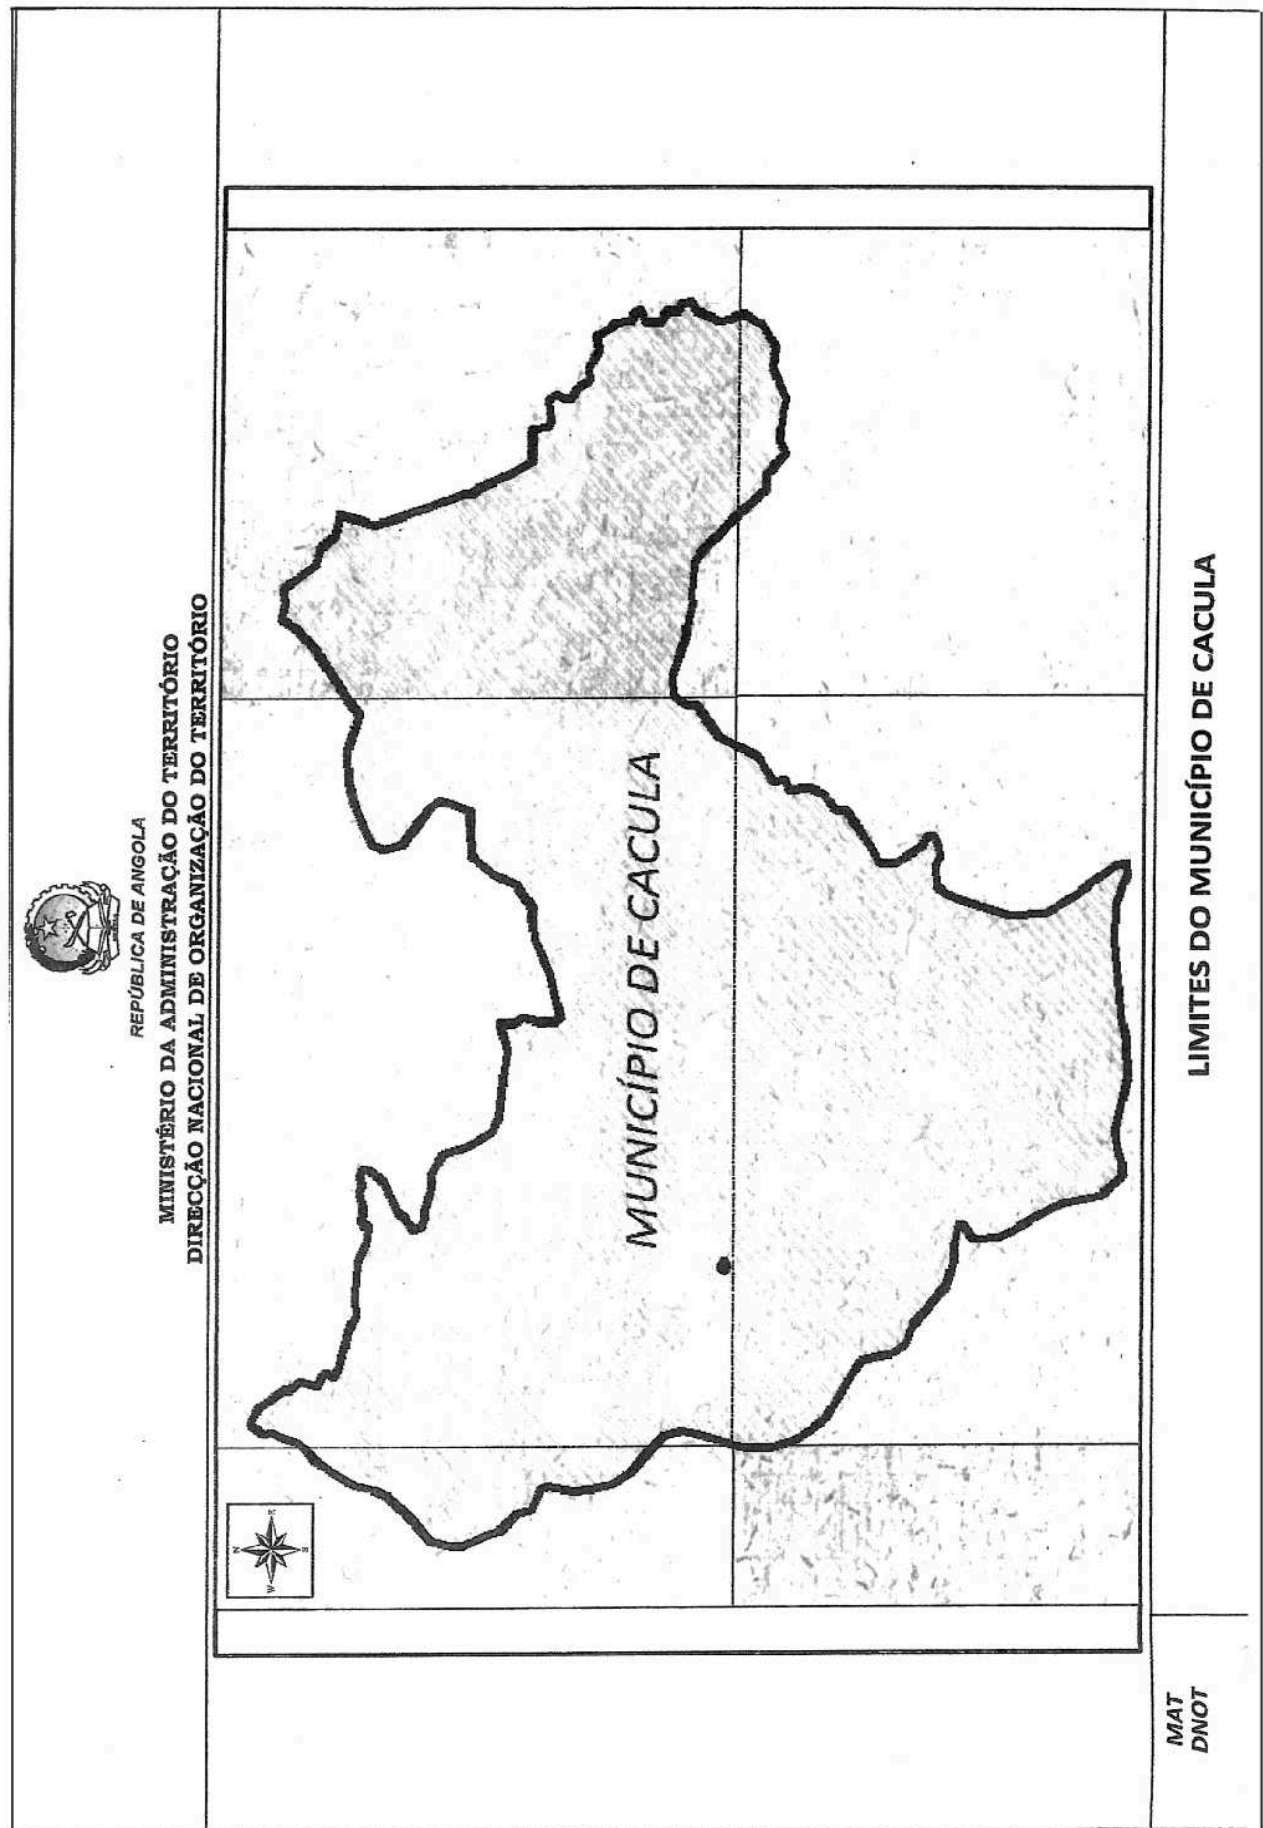 REPÚBLICA DE ANGOLA
MINISTÉRIO DA ADMINISTRAÇÃO DO TERRITÓRIO
DIRECÇÃO NACIONAL DE ORGANIZAÇÃO DO TERRITÓRIO
N
W
S
MUNICÍPIO DE CACULA
MAT
DNOT
LIMITES DO MUNICÍPIO DE CACULA